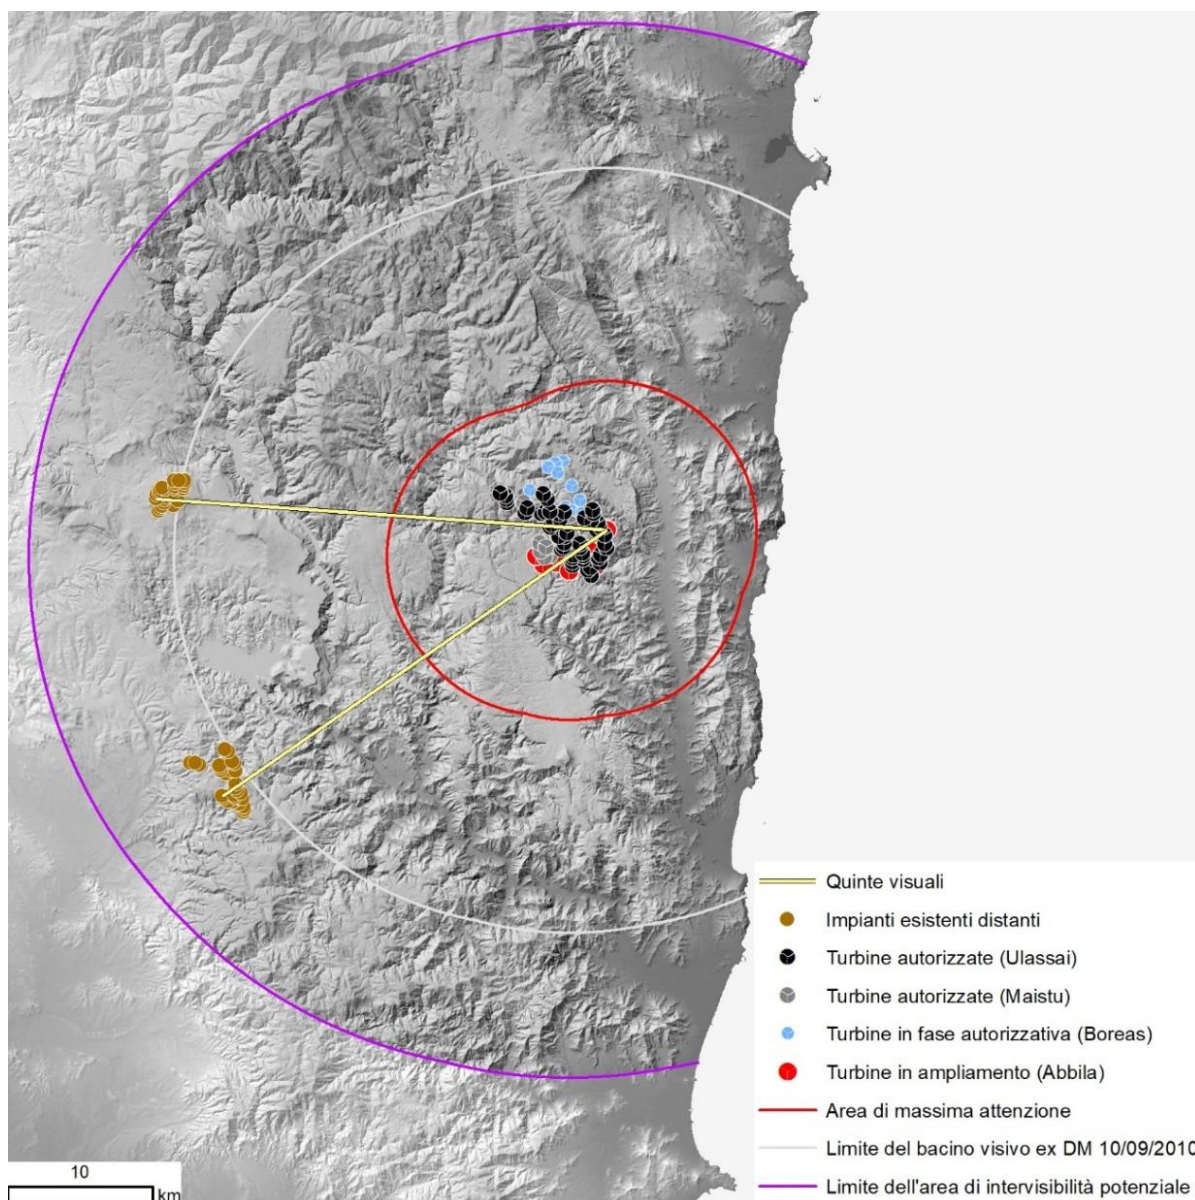 Quinte visuali
Impianti esistenti distanti
Turbine autorizzate (Ulassai)
Turbine autorizzate (Maistu)
Turbine in fase autorizzativa (Boreas)
Turbine in ampliamento (Abbila)
Area di massima attenzione
Limite del bacino visivo ex DM 10/09/2010
Limite dell'area di intervisibilità potenziale
10
km